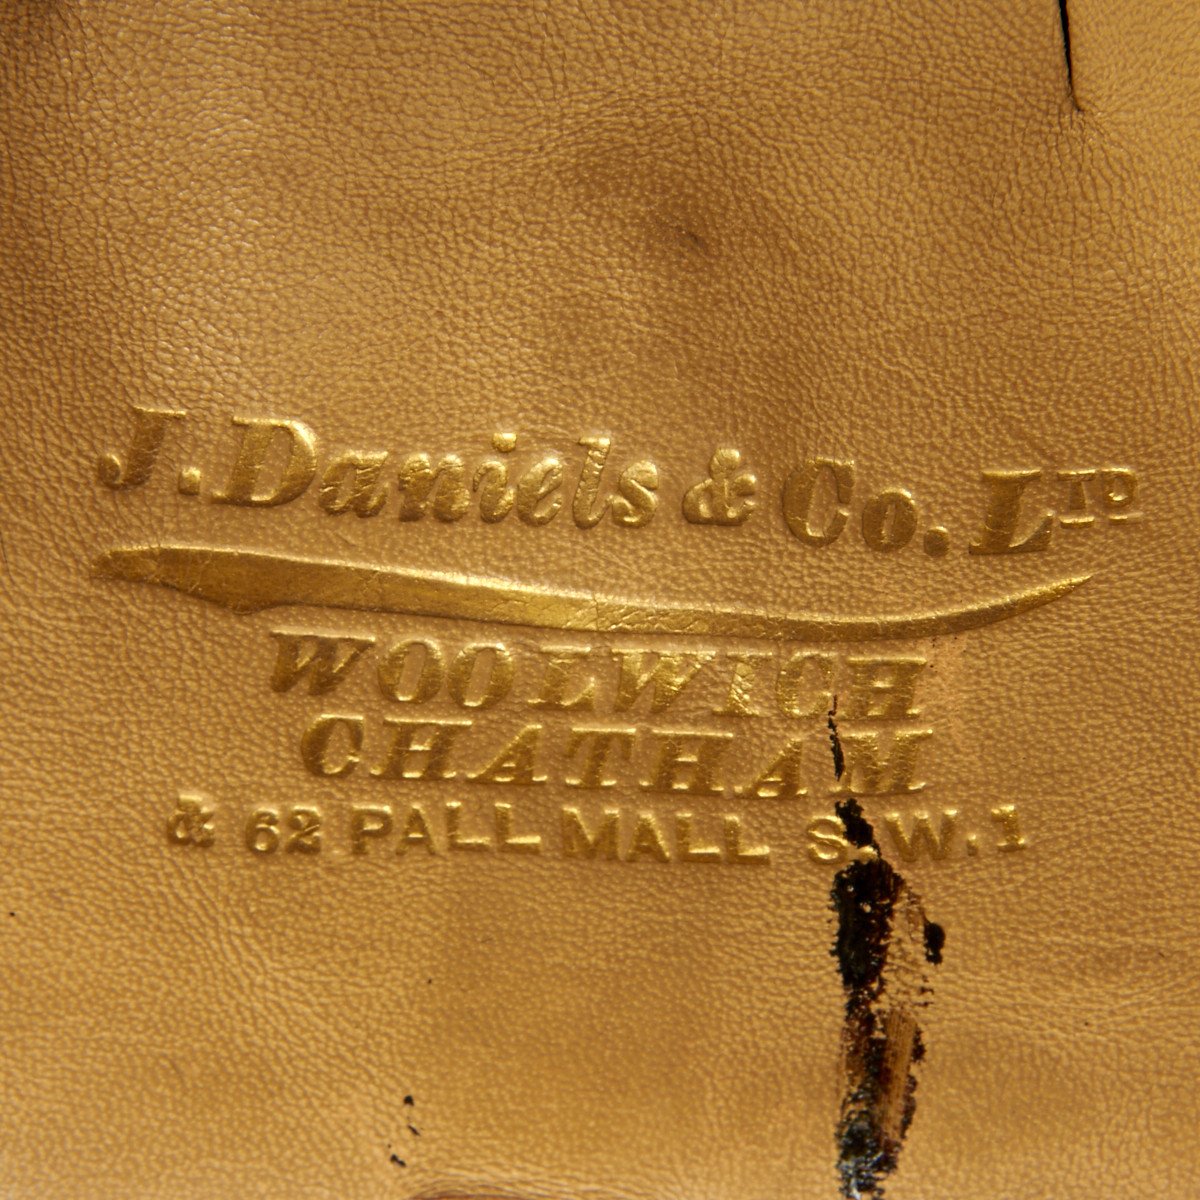 J. Daniels & Co. LTD
WOOLWICH
CHATHAM
& 62 PALL MALL S.W.1